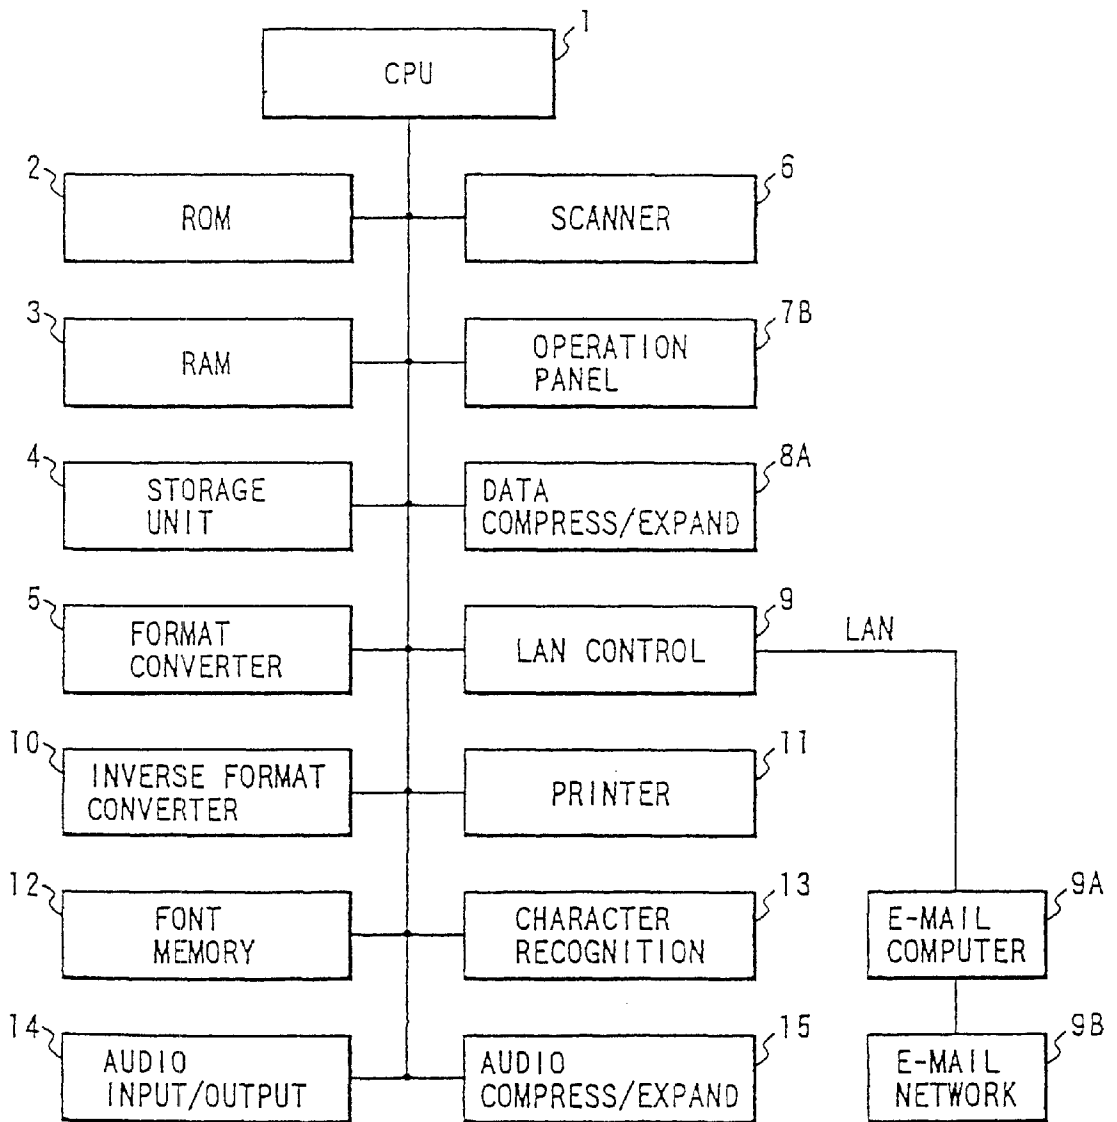 1
CPU
2
ROM
6
SCANNER
3
RAM
7B
OPERATION
PANEL
4
STORAGE
UNIT
8A
DATA
COMPRESS/EXPAND
5
FORMAT
CONVERTER
9
LAN CONTROL
LAN
10
INVERSE FORMAT
CONVERTER
11
PRINTER
12
FONT
MEMORY
13
CHARACTER
RECOGNITION
9A
E-MAIL
COMPUTER
14
AUDIO
INPUT/OUTPUT
15
AUDIO
COMPRESS/EXPAND
9B
E-MAIL
NETWORK